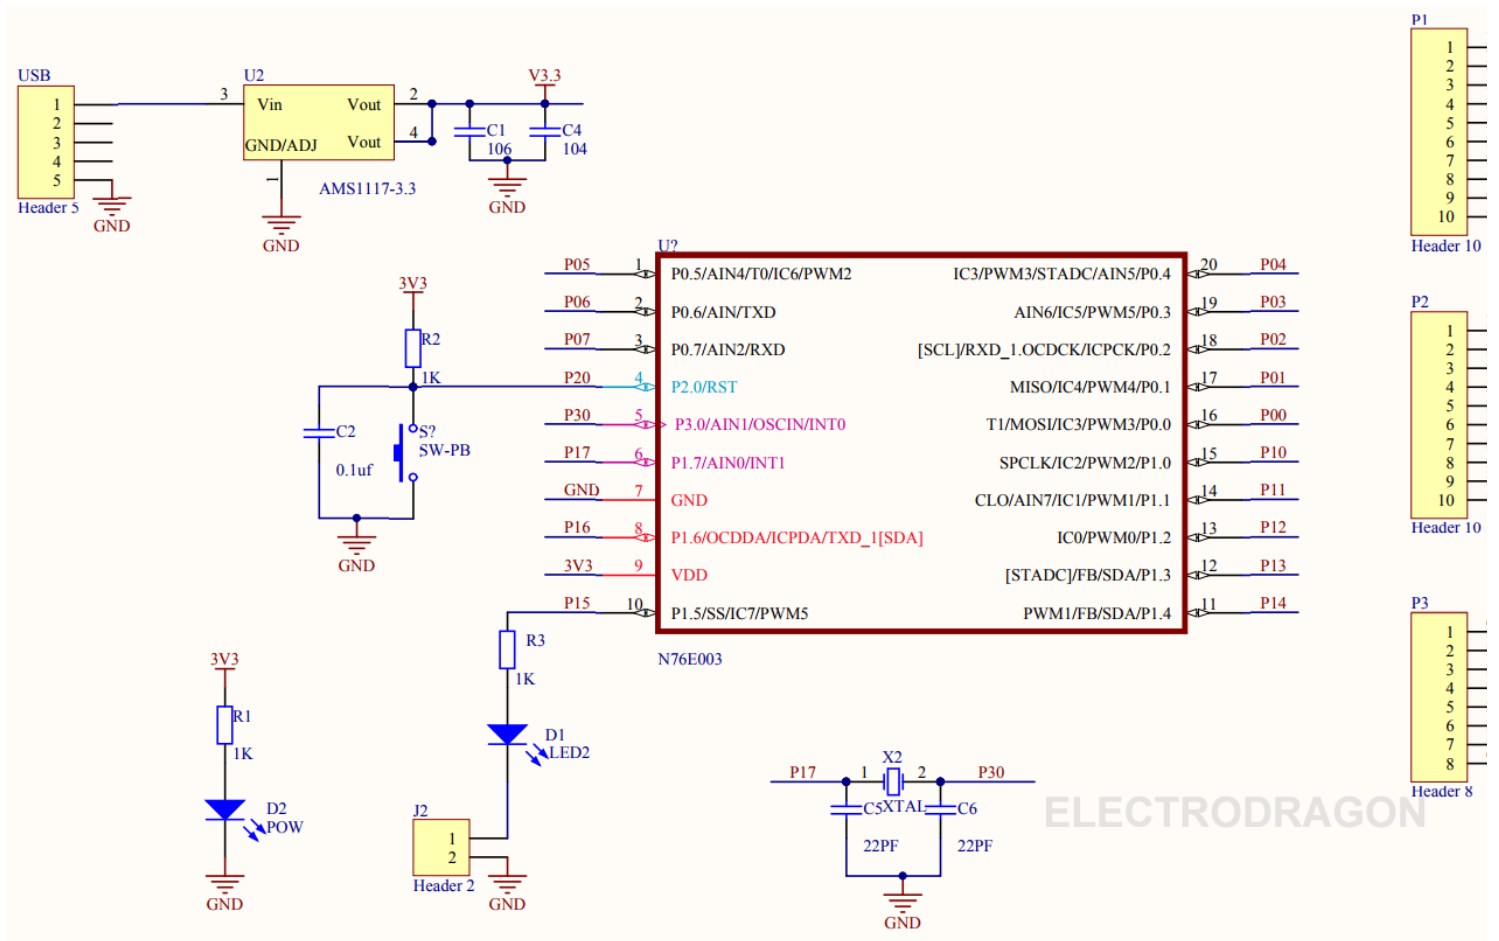 USB
1
2
3
4
5
Header 5
GND
U2
3
Vin
Vout
2
GND/ADJ
Vout
4
1
AMS1117-3.3
GND
V3.3
C1
106
C4
104
GND
3V3
R2
1K
C2
0.1uf
S?
SW-PB
GND
U?
P05 1 P0.5/AIN4/T0/IC6/PWM2
P06 2 P0.6/AIN/TXD
P07 3 P0.7/AIN2/RXD
P20 4 P2.0/RST
P30 5 P3.0/AIN1/OSCIN/INT0
P17 6 P1.7/AIN0/INT1
GND 7 GND
P16 8 P1.6/OCDDA/ICPDA/TXD_1[SDA]
3V3 9 VDD
P15 10 P1.5/SS/IC7/PWM5
IC3/PWM3/STADC/AIN5/P0.4 20 P04
AIN6/IC5/PWM5/P0.3 19 P03
[SCL]/RXD_1.OCDCK/ICPCK/P0.2 18 P02
MISO/IC4/PWM4/P0.1 17 P01
T1/MOSI/IC3/PWM3/P0.0 16 P00
SPCLK/IC2/PWM2/P1.0 15 P10
CLO/AIN7/IC1/PWM1/P1.1 14 P11
IC0/PWM0/P1.2 13 P12
[STADC]/FB/SDA/P1.3 12 P13
PWM1/FB/SDA/P1.4 11 P14
N76E003
3V3
R1
1K
D2
POW
GND
R3
1K
D1
LED2
J2
1
2
Header 2
GND
P17 1 X2 2 P30
C5 XTAL C6
22PF 22PF
GND
P1
1
2
3
4
5
6
7
8
9
10
Header 10
P2
1
2
3
4
5
6
7
8
9
10
Header 10
P3
1
2
3
4
5
6
7
8
Header 8
ELECTRODRAGON